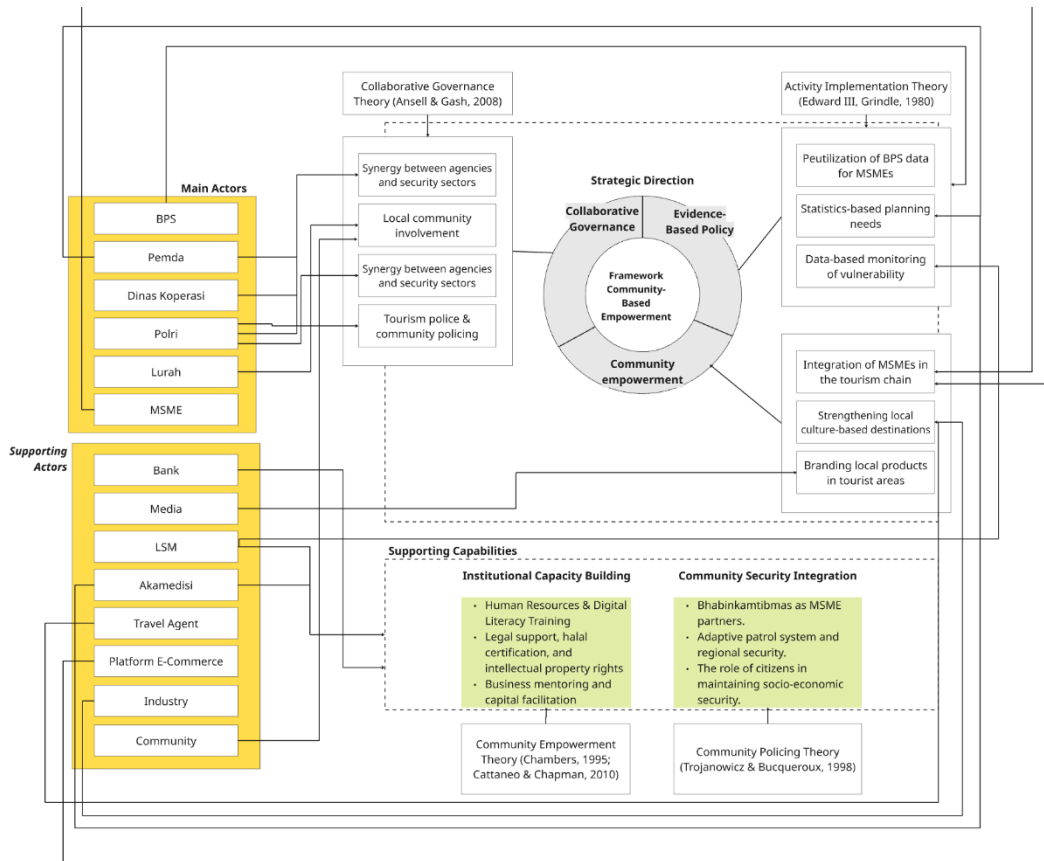 Collaborative Governance
Theory (Ansell & Gash, 2008)
Activity Implementation Theory
(Edward III, Grindle, 1980)
Main Actors
BPS
Pemda
Dinas Koperasi
Polri
Lurah
MSME
Supporting
Actors
Bank
Media
LSM
Akamedisi
Travel Agent
Platform E-Commerce
Industry
Community
Synergy between agencies
and security sectors
Local community
involvement
Synergy between agencies
and security sectors
Tourism police &
community policing
Strategic Direction
Collaborative
Governance
Evidence-
Based Policy
Framework
Community-
Based
Empowerment
Community
empowerment
Peutilization of BPS data
for MSMEs
Statistics-based planning
needs
Data-based monitoring
of vulnerability
Integration of MSMEs in
the tourism chain
Strengthening local
culture-based destinations
Branding local products
in tourist areas
Supporting Capabilities
Institutional Capacity Building
• Human Resources & Digital
Literacy Training
• Legal support, halal
certification, and
intellectual property rights
• Business mentoring and
capital facilitation
Community Security Integration
• Bhabinkamtibmas as MSME
partners.
• Adaptive patrol system and
regional security.
• The role of citizens in
maintaining socio-economic
security.
Community Empowerment
Theory (Chambers, 1995;
Cattaneo & Chapman, 2010)
Community Policing Theory
(Trojanowicz & Bucqueroux, 1998)